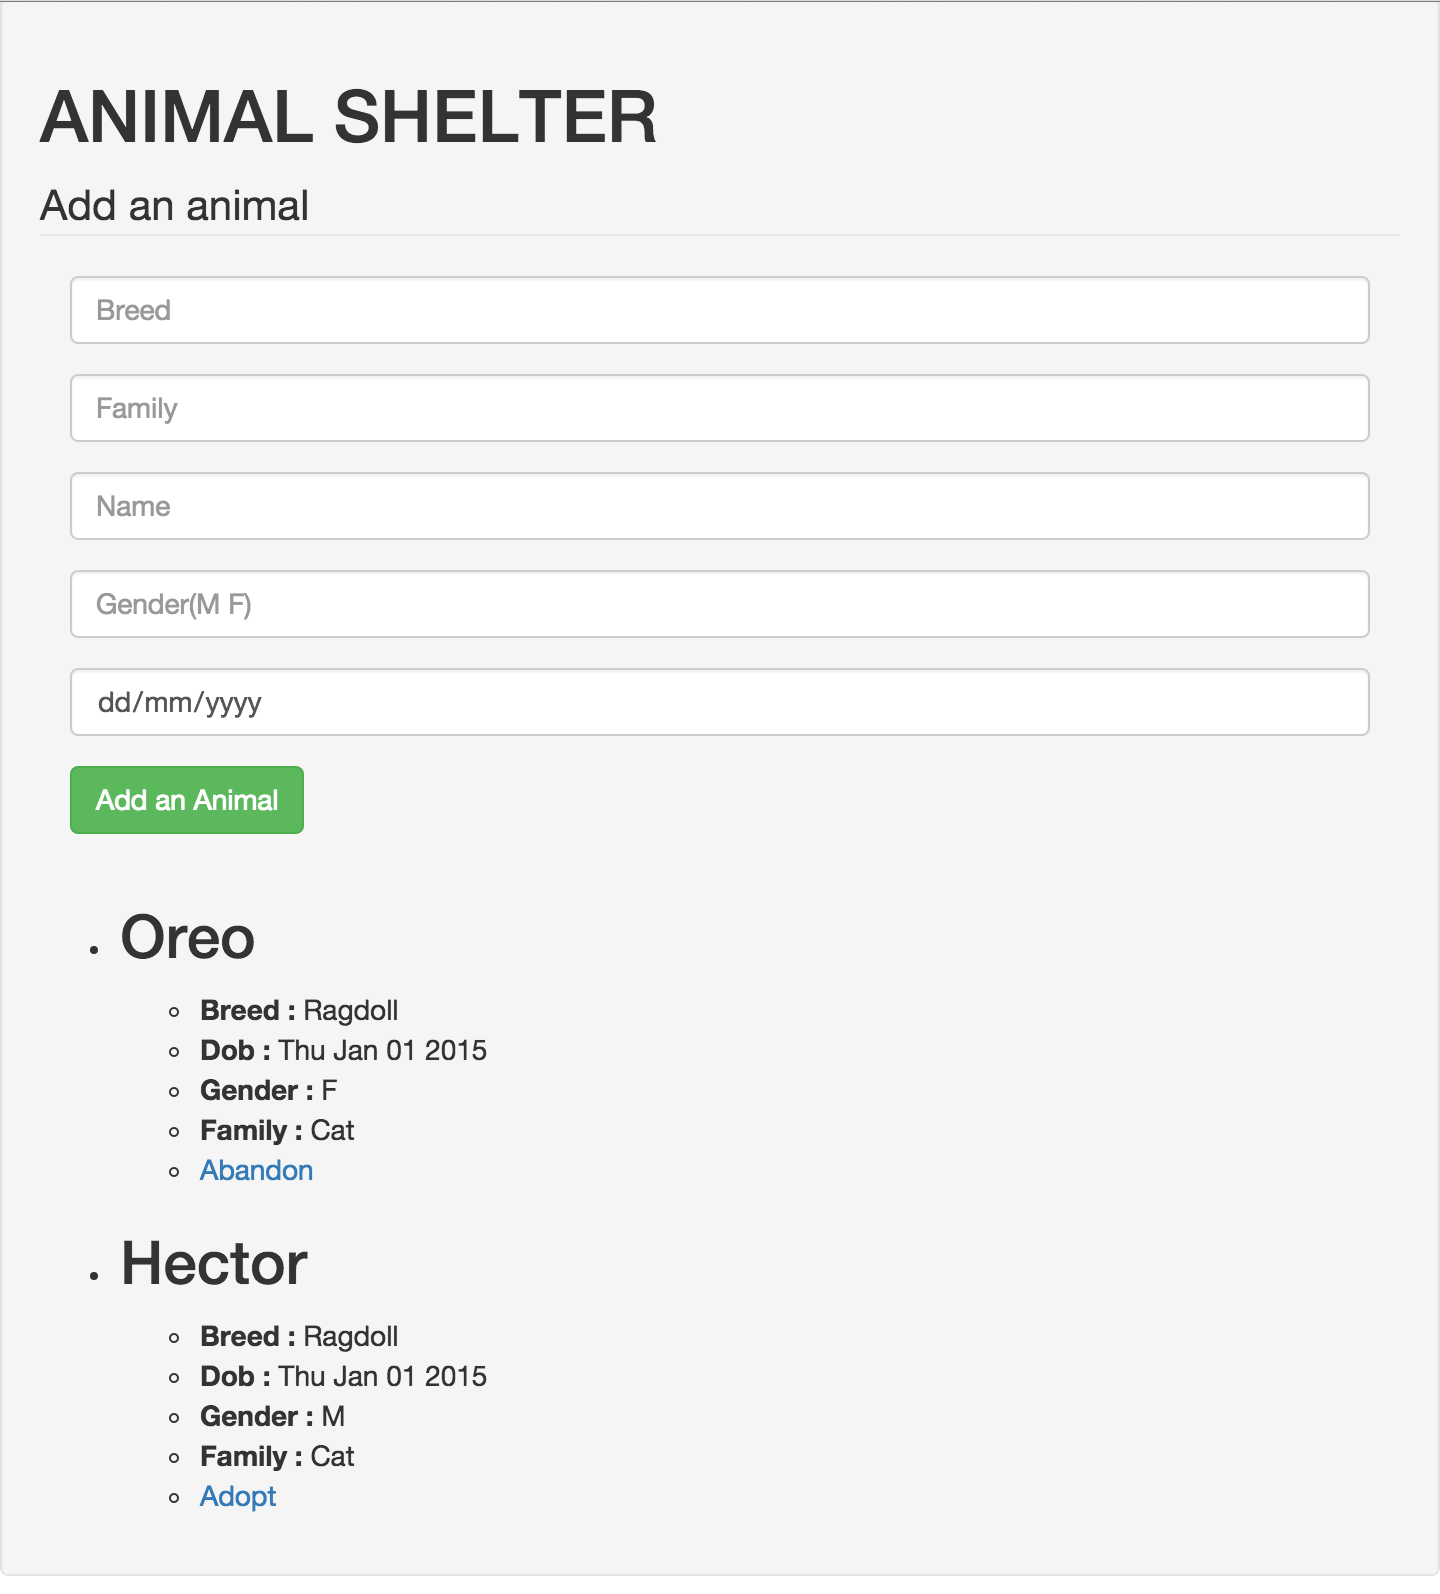 ANIMAL SHELTER
Add an animal
Breed
Family
Name
Gender(M F)
dd/mm/yyyy
Add an Animal
Oreo
Breed : Ragdoll
Dob : Thu Jan 01 2015
Gender : F
Family : Cat
Abandon
Hector
Breed : Ragdoll
Dob : Thu Jan 01 2015
Gender : M
Family : Cat
Adopt